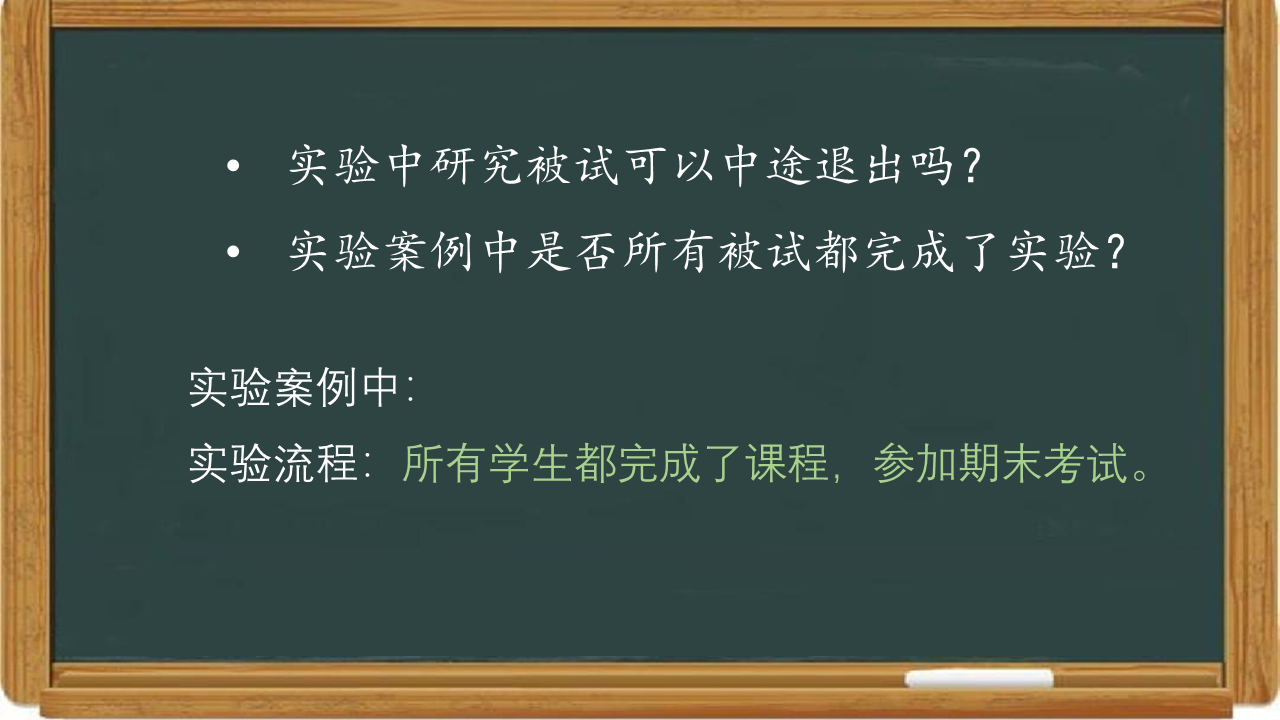 • 实验中研究被试可以中途退出吗？
• 实验案例中是否所有被试都完成了实验？
实验案例中：
实验流程：所有学生都完成了课程，参加期末考试。